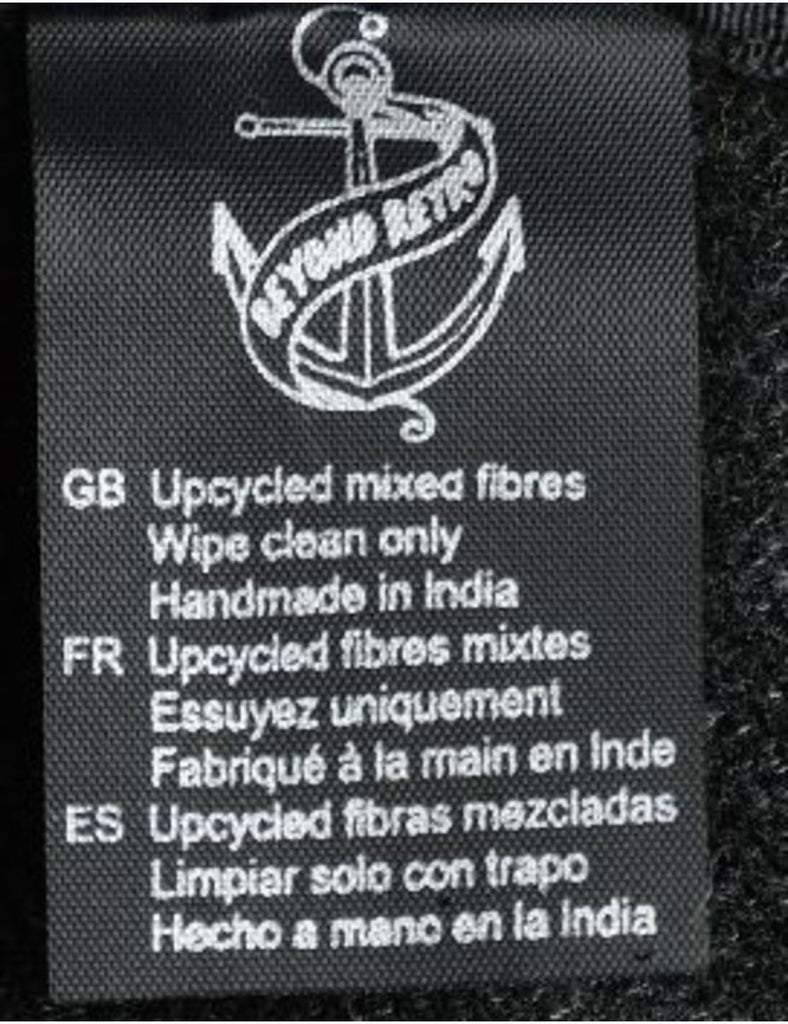 BEYOND RETRO
GB Upcycled mixed fibres
Wipe clean only
Handmade in India
FR Upcycled fibres mixtes
Essuyez uniquement
Fabriqué à la main en Inde
ES Upcycled fibras mezcladas
Limpiar solo con trapo
Hecho a mano en la India